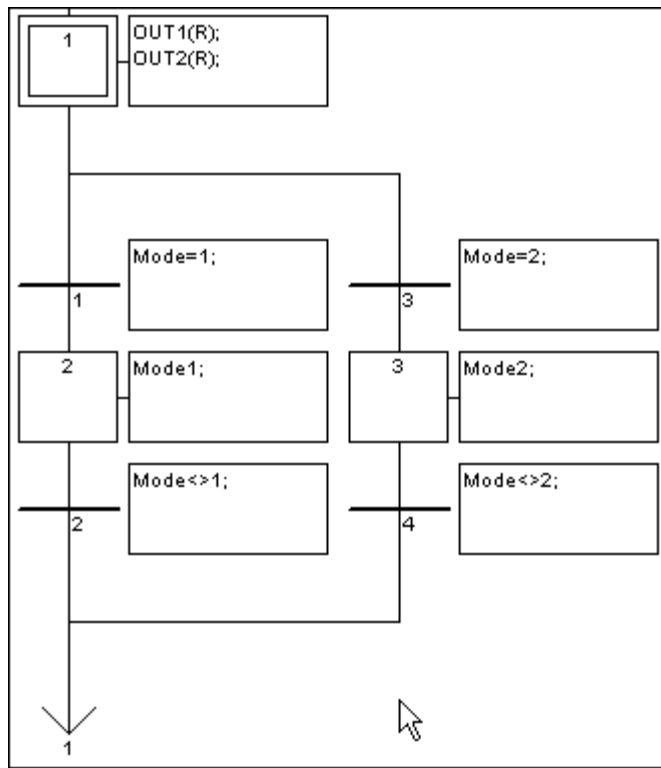 1
OUT1(R);
OUT2(R);
Mode=1;
Mode=2;
1
3
2
Mode1;
3
Mode2;
Mode<>1;
Mode<>2;
2
4
1